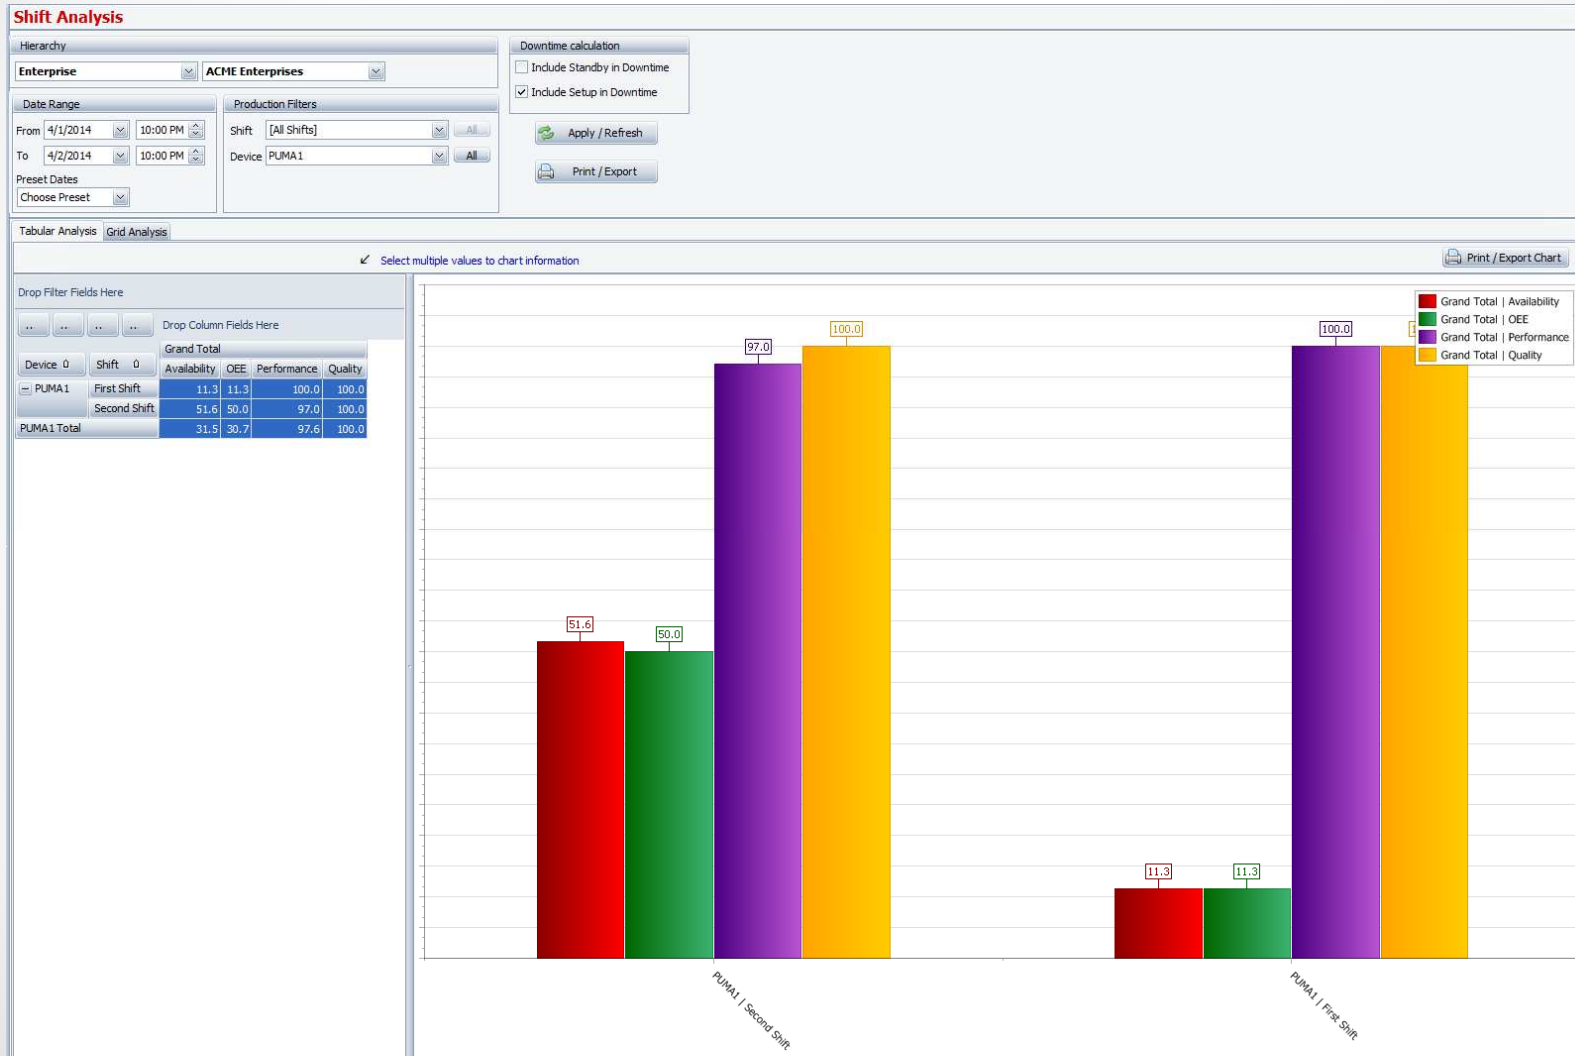 Shift Analysis
Hierarchy
Enterprise ACME Enterprises
Downtime calculation
Include Standby in Downtime
Include Setup in Downtime
Date Range
From 4/1/2014 10:00 PM
To 4/2/2014 10:00 PM
Preset Dates
Choose Preset
Production Filters
Shift [All Shifts] All
Device PUMA1 All
Apply / Refresh
Print / Export
Tabular Analysis Grid Analysis
Select multiple values to chart information
Print / Export Chart
Drop Filter Fields Here
.. .. .. .. Drop Column Fields Here
Grand Total
Device Shift Availability OEE Performance Quality
PUMA1 First Shift 11.3 11.3 100.0 100.0
Second Shift 51.6 50.0 97.0 100.0
PUMA1 Total 31.5 30.7 97.6 100.0
Grand Total | Availability
Grand Total | OEE
Grand Total | Performance
Grand Total | Quality
51.6
50.0
97.0
100.0
11.3
11.3
100.0
PUMA1 | Second Shift
PUMA1 | First Shift